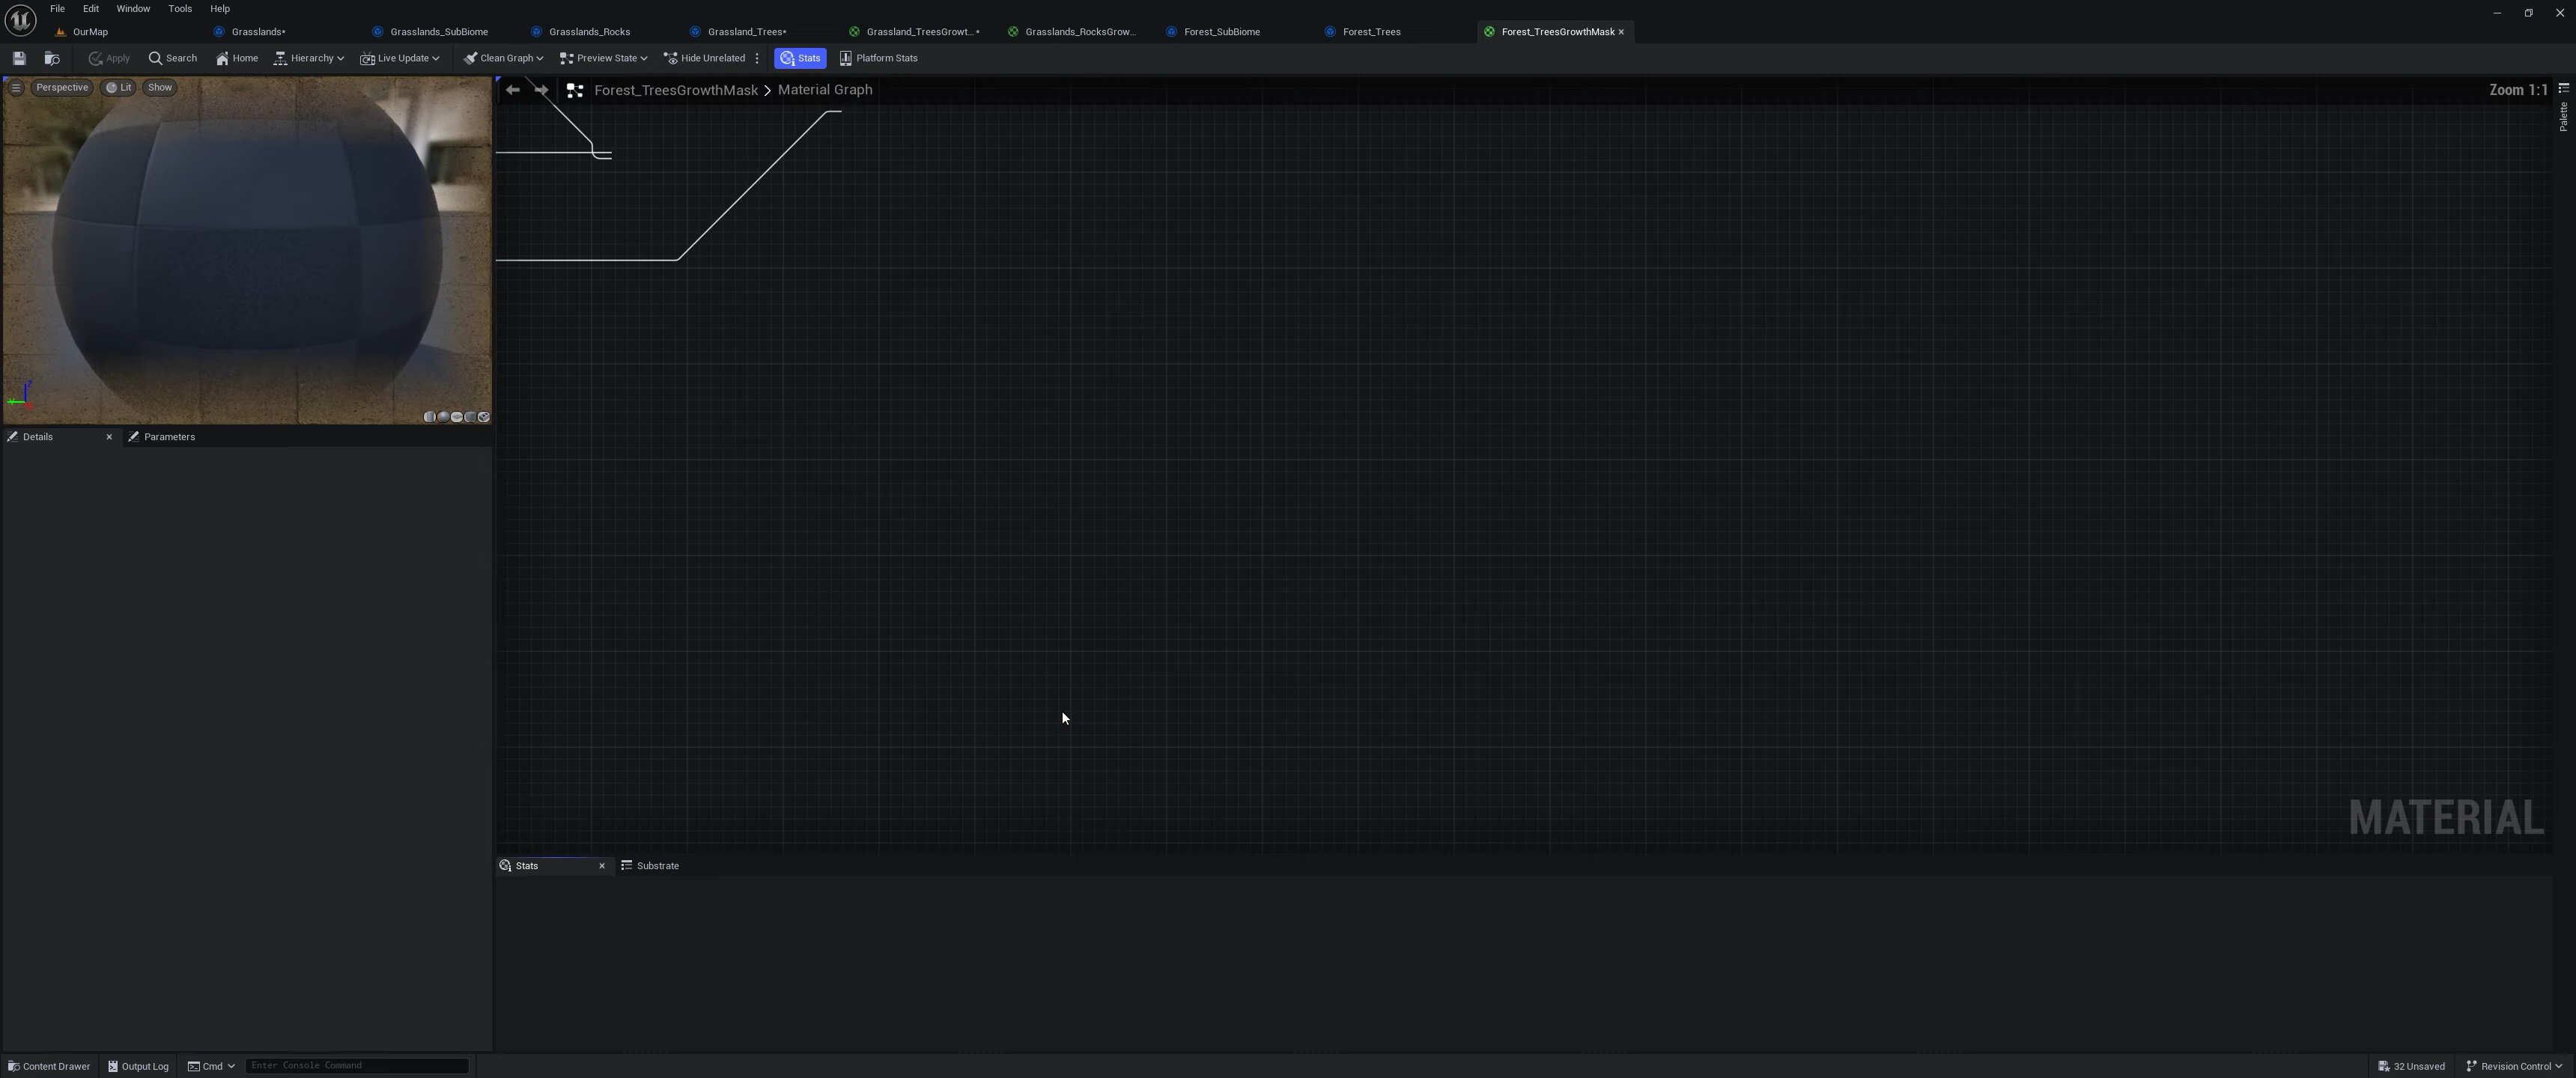 File Edit Window Tools Help
OurMap Grasslands* Grasslands_SubBiome Grasslands_Rocks Grassland_Trees* Grassland_TreesGrowt...* Grasslands_RocksGrow... Forest_SubBiome Forest_Trees Forest_TreesGrowthMask
Apply Search Home Hierarchy Live Update Clean Graph Preview State Hide Unrelated Stats Platform Stats
Perspective Lit Show
Forest_TreesGrowthMask > Material Graph
Zoom 1:1
Palette
Details Parameters
MATERIAL
Stats Substrate
Content Drawer Output Log Cmd Enter Console Command 32 Unsaved Revision Control